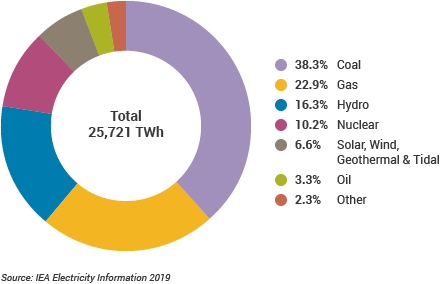 Total
25,721 TWh
38.3% Coal
22.9% Gas
16.3% Hydro
10.2% Nuclear
6.6% Solar, Wind,
Geothermal & Tidal
3.3% Oil
2.3% Other
Source: IEA Electricity Information 2019